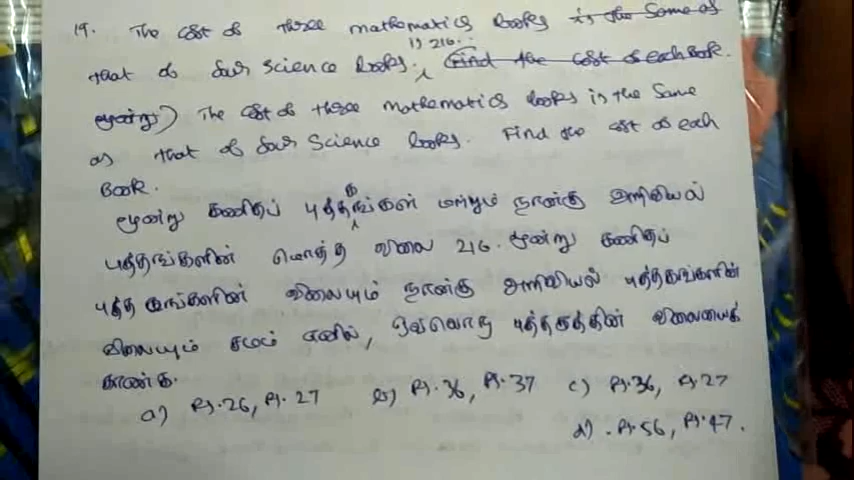 19. The cost of three mathematics books is the same as
that of four science books. is 216. Find the cost of each book.
மூன்று) The cost of three mathematics books is the same
as that of four science books. Find the cost of each
Book.
மூன்று கணிதப் புத்தகங்கள் மற்றும் நான்கு அறிவியல்
புத்தங்களின் மொத்த விலை 216. மூன்று கணிதப்
புத்தகங்களின் விலையும் நான்கு அறிவியல் புத்தகங்களின்
விலையும் சமம் எனில், ஒவ்வொரு புத்தகத்தின் விலையைக்
காண்க.
a) Rs.26, Rs.27 b) Rs.36, Rs.37 c) Rs.36, Rs.27
d) Rs.56, Rs.47.